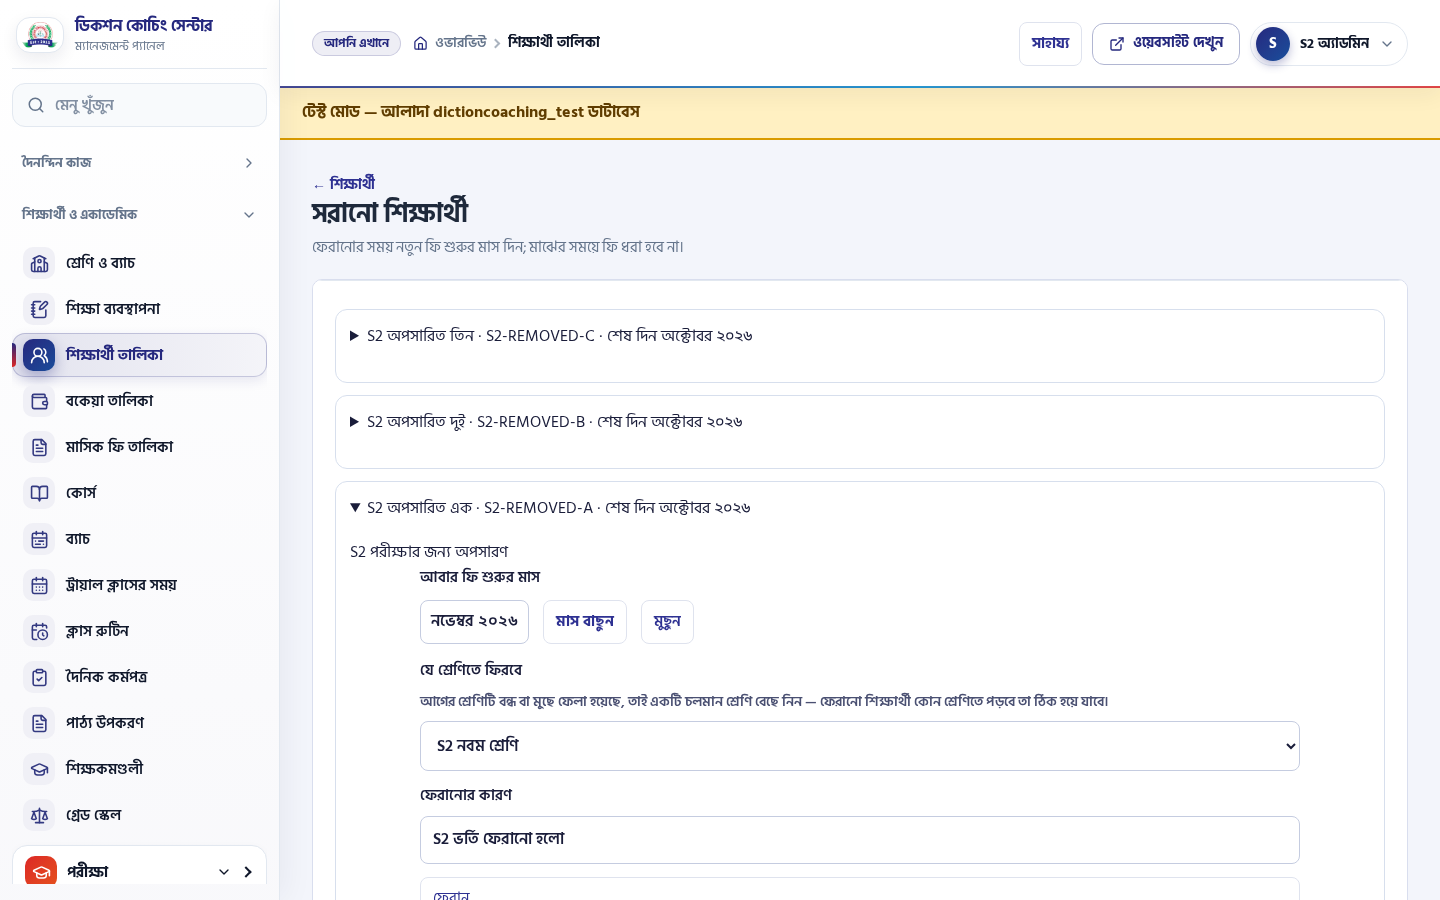 ডিকশন কোচিং সেন্টার
ম্যানেজমেন্ট প্যানেল
মেনু খুঁজুন
দৈনন্দিন কাজ
শিক্ষার্থী ও একাডেমিক
শ্রেণি ও ব্যাচ
শিক্ষা ব্যবস্থাপনা
শিক্ষার্থী তালিকা
বকেয়া তালিকা
মাসিক ফি তালিকা
কোর্স
ব্যাচ
ট্রায়াল ক্লাসের সময়
ক্লাস রুটিন
দৈনিক কর্মপত্র
পাঠ্য উপকরণ
শিক্ষকমণ্ডলী
গ্রেড স্কেল
পরীক্ষা
আপনি এখানে ওভারভিউ শিক্ষার্থী তালিকা
সাহায্য ওয়েবসাইট দেখুন S S2 অ্যাডমিন
টেস্ট মোড — আলাদা dictioncoaching_test ডাটাবেস
← শিক্ষার্থী
সরানো শিক্ষার্থী
ফেরানোর সময় নতুন ফি শুরুর মাস দিন; মাঝের সময়ে ফি ধরা হবে না।
S2 অপসারিত তিন · S2-REMOVED-C · শেষ দিন অক্টোবর ২০২৬
S2 অপসারিত দুই · S2-REMOVED-B · শেষ দিন অক্টোবর ২০২৬
S2 অপসারিত এক · S2-REMOVED-A · শেষ দিন অক্টোবর ২০২৬
S2 পরীক্ষার জন্য অপসারণ
আবার ফি শুরুর মাস
নভেম্বর ২০২৬ মাস বাছুন মুছুন
যে শ্রেণিতে ফিরবে
আগের শ্রেণিটি বন্ধ বা মুছে ফেলা হয়েছে, তাই একটি চলমান শ্রেণি বেছে নিন — ফেরানো শিক্ষার্থী কোন শ্রেণিতে পড়বে তা ঠিক হয়ে যাবে।
S2 নবম শ্রেণি
ফেরানোর কারণ
S2 ভর্তি ফেরানো হলো
ফেরান